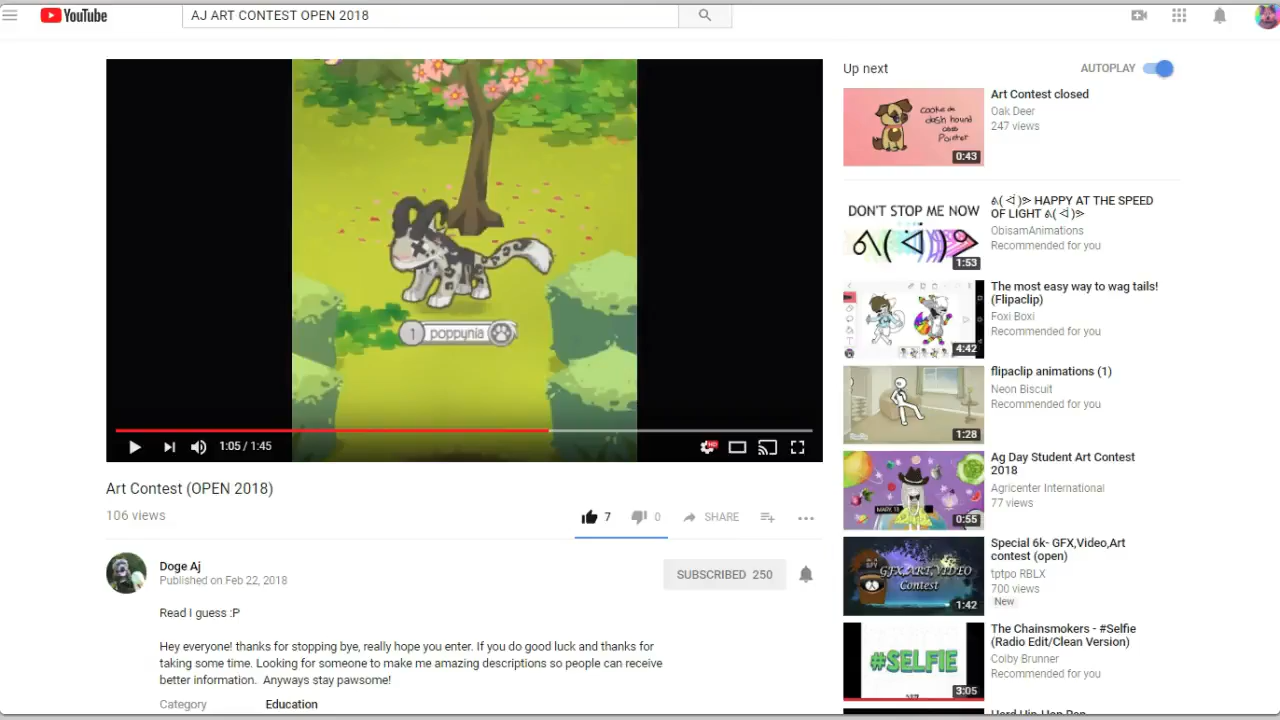 YouTube
AJ ART CONTEST OPEN 2018
1 poppynia
1:05 / 1:45
HD
Art Contest (OPEN 2018)
106 views
7
0
SHARE
Doge Aj
Published on Feb 22, 2018
SUBSCRIBED 250
Read I guess :P
Hey everyone! thanks for stopping bye, really hope you enter. If you do good luck and thanks for
taking some time. Looking for someone to make me amazing descriptions so people can receive
better information.  Anyways stay pawsome!
Category
Education
Up next
AUTOPLAY
0:43
Art Contest closed
Oak Deer
247 views
DON'T STOP ME NOW
1:53
ᕕ( ᐛ )ᕗ HAPPY AT THE SPEED
OF LIGHT ᕕ( ᐛ )ᕗ
ObisamAnimations
Recommended for you
4:42
The most easy way to wag tails!
(Flipaclip)
Foxi Boxi
Recommended for you
1:28
flipaclip animations (1)
Neon Biscuit
Recommended for you
0:55
Ag Day Student Art Contest
2018
Agricenter International
77 views
GFX,ART,VIDEO
Contest
1:42
Special 6k- GFX,Video,Art
contest (open)
tptpo RBLX
700 views
New
#SELFIE
3:05
The Chainsmokers - #Selfie
(Radio Edit/Clean Version)
Colby Brunner
Recommended for you